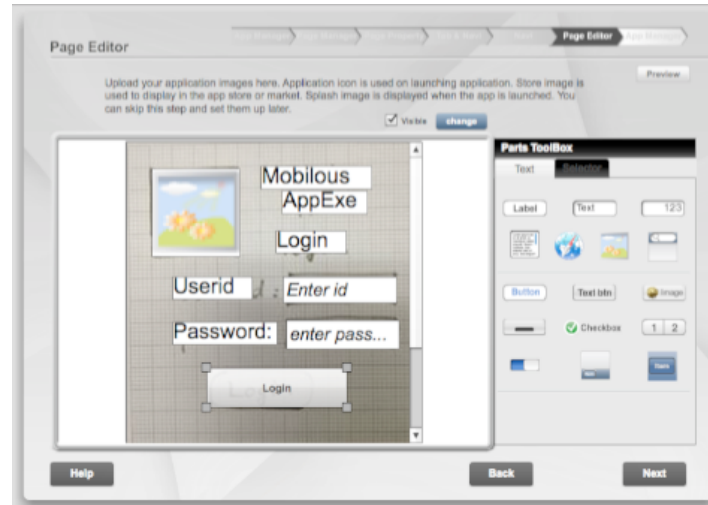 Page Editor
Page Editor
Preview
Upload your application images here. Application icon is used on launching application. Store image is
used to display in the app store or market. Splash image is displayed when the app is launched. You
can skip this step and set them up later.
Visible
change
Mobilous
AppExe
Login
Userid
Enter id
Password:
enter pass...
Login
Parts ToolBox
Text
Selector
Label
Text
123
Button
Text btn
Image
Checkbox
1 2
Help
Back
Next